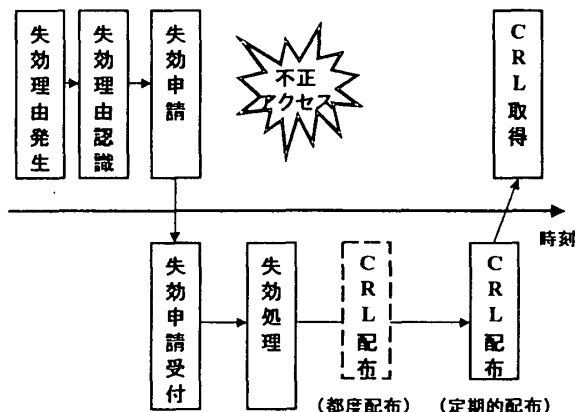 失効理由発生
失効理由認識
失効申請
不正
アクセス
CRL取得
時刻
失効申請受付
失効処理
CRL配布
CRL配布
(都度配布)
(定期的配布)